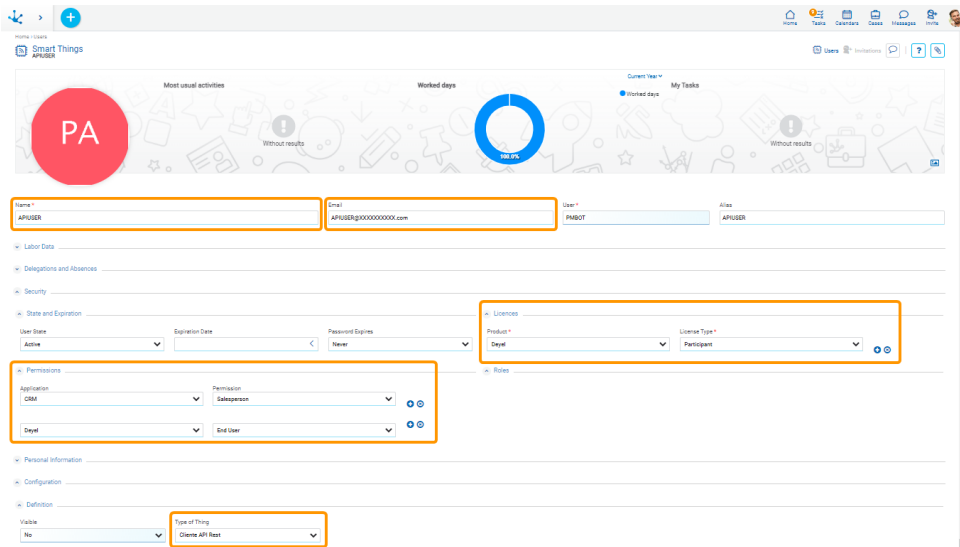 Home Tasks Calendars Cases Messages Invite
Home › Users
Smart Things
APIUSER
Users Invitations ?
Most usual activities
Worked days
Current Year
My Tasks
Worked days
PA
Without results
100.0%
Without results
Name * Email User * Alias
APIUSER APIUSER@XXXXXXXXXX.com PMBOT APIUSER
Labor Data
Delegations and Absences
Security
State and Expiration Licences
User State Expiration Date Password Expires Product * License Type *
Active Never Deyel Participant
Permissions Roles
Application Permission
CRM Salesperson
Deyel End User
Personal Information
Configuration
Definition
Visible Type of Thing
No Cliente API Rest